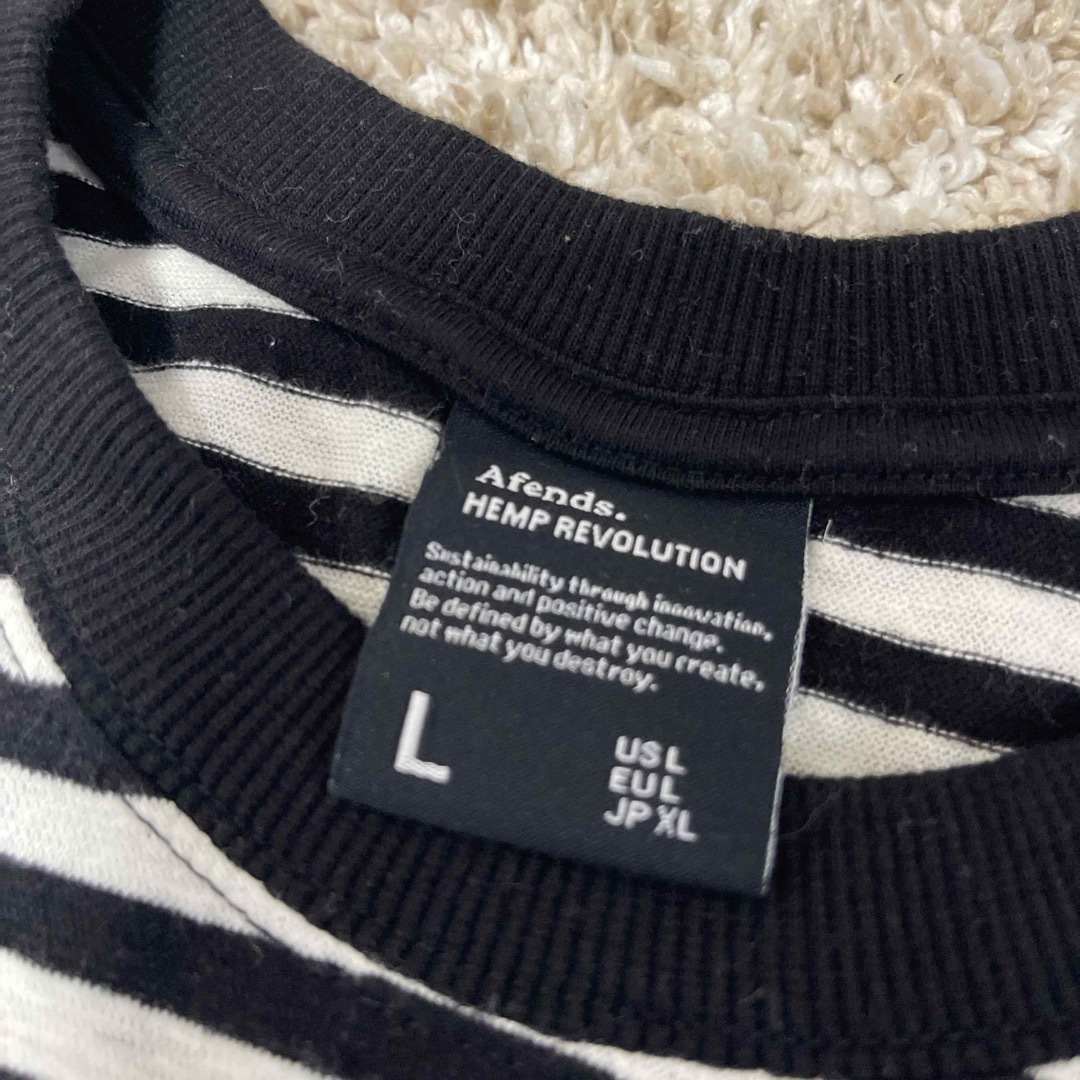 Afends.
HEMP REVOLUTION
Sustainability through innovation,
action and positive change.
Be defined by what you create,
not what you destroy.
L
US L
EU L
JP XL